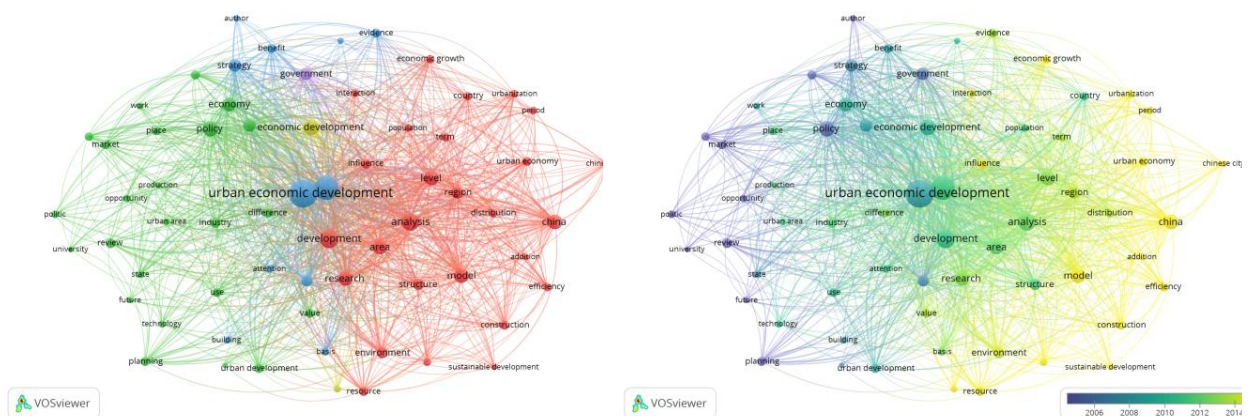 author
benefit
evidence
strategy
government
economic growth
interaction
country
urbanization
work
economy
period
place
policy
economic development
population
term
market
influence
urban economy
chines
production
urban economic development
level
region
opportunity
politic
urban area
industry
difference
analysis
distribution
china
university
review
development
area
state
attention
research
model
addition
future
use
structure
efficiency
technology
value
building
construction
planning
urban development
basis
environment
sustainable development
resource
VOSviewer
author
benefit
evidence
strategy
government
economic growth
interaction
country
urbanization
work
economy
period
place
policy
economic development
population
term
market
influence
urban economy
chinese city
production
urban economic development
level
region
opportunity
politic
urban area
industry
difference
analysis
distribution
china
university
review
development
area
state
attention
research
model
addition
future
use
structure
efficiency
technology
value
building
construction
planning
urban development
basis
environment
sustainable development
resource
VOSviewer
2006 2008 2010 2012 2014